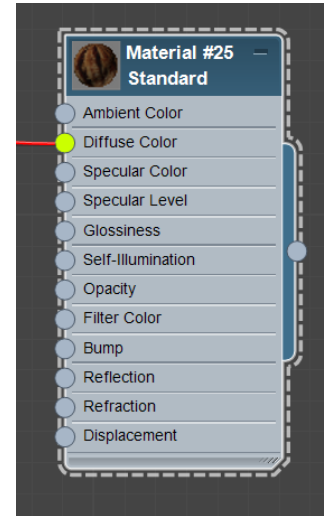 Material #25
Standard
Ambient Color
Diffuse Color
Specular Color
Specular Level
Glossiness
Self-Illumination
Opacity
Filter Color
Bump
Reflection
Refraction
Displacement